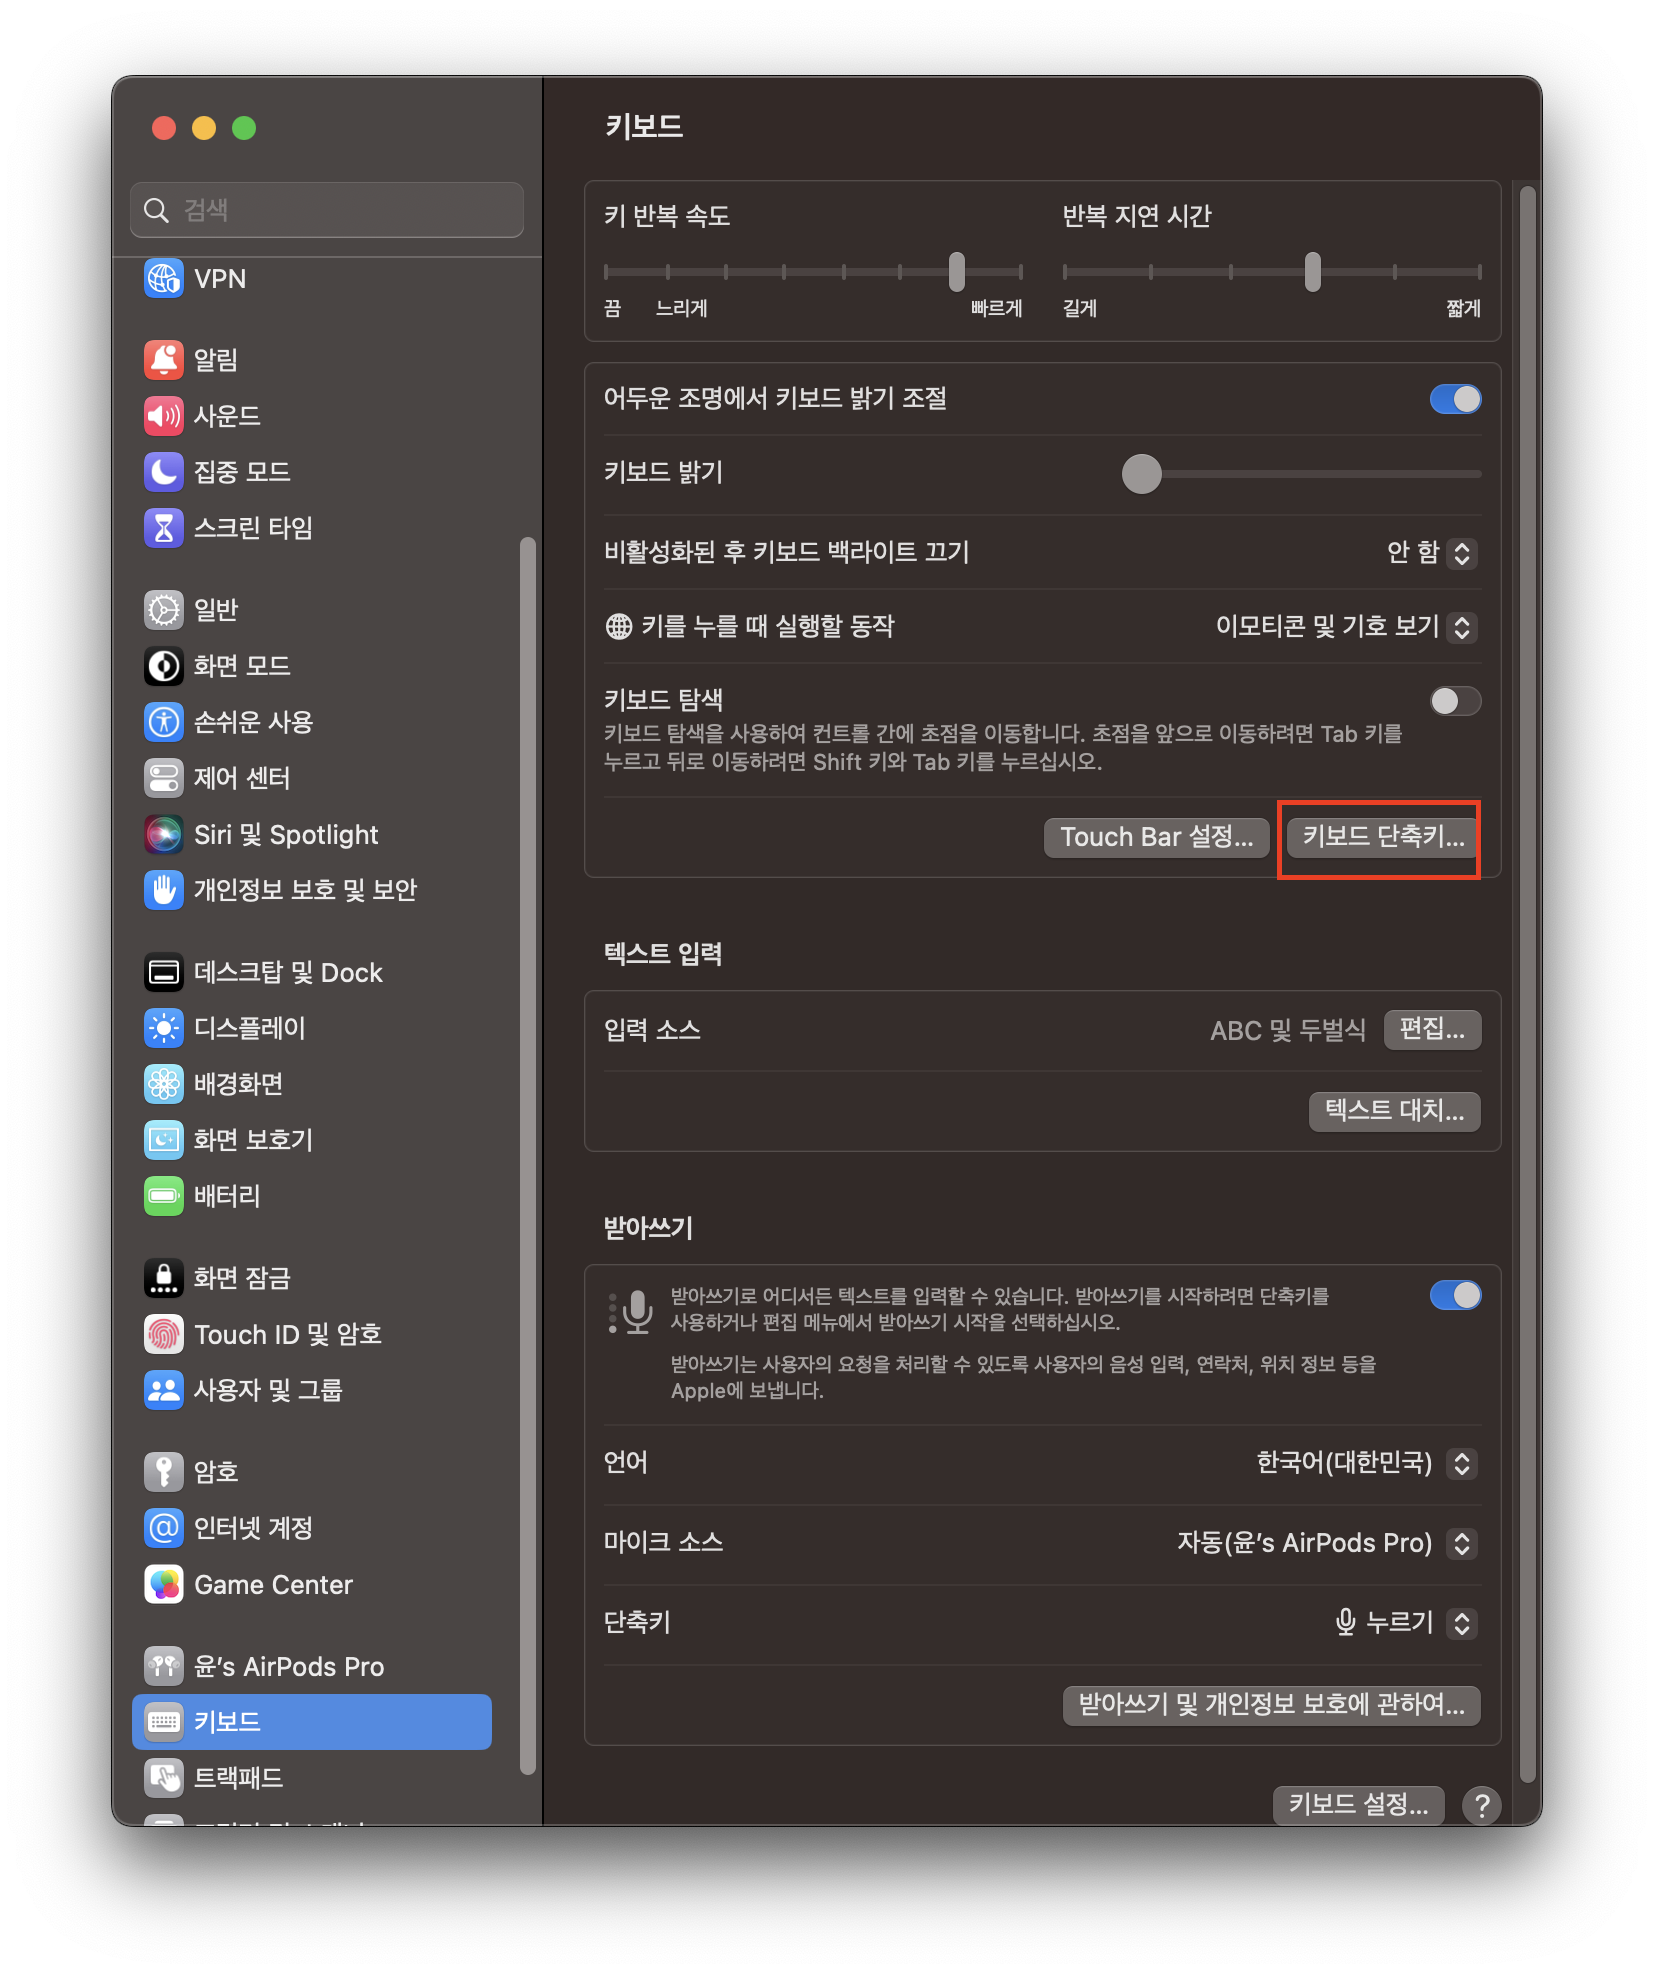 검색
VPN
알림
사운드
집중 모드
스크린 타임
일반
화면 모드
손쉬운 사용
제어 센터
Siri 및 Spotlight
개인정보 보호 및 보안
데스크탑 및 Dock
디스플레이
배경화면
화면 보호기
배터리
화면 잠금
Touch ID 및 암호
사용자 및 그룹
암호
인터넷 계정
Game Center
윤's AirPods Pro
키보드
트랙패드
키보드
키 반복 속도
반복 지연 시간
끔 느리게 빠르게
길게 짧게
어두운 조명에서 키보드 밝기 조절
키보드 밝기
비활성화된 후 키보드 백라이트 끄기 안 함
키를 누를 때 실행할 동작 이모티콘 및 기호 보기
키보드 탐색
키보드 탐색을 사용하여 컨트롤 간에 초점을 이동합니다. 초점을 앞으로 이동하려면 Tab 키를
누르고 뒤로 이동하려면 Shift 키와 Tab 키를 누르십시오.
Touch Bar 설정... 키보드 단축키...
텍스트 입력
입력 소스 ABC 및 두벌식 편집...
텍스트 대치...
받아쓰기
받아쓰기로 어디서든 텍스트를 입력할 수 있습니다. 받아쓰기를 시작하려면 단축키를
사용하거나 편집 메뉴에서 받아쓰기 시작을 선택하십시오.
받아쓰기는 사용자의 요청을 처리할 수 있도록 사용자의 음성 입력, 연락처, 위치 정보 등을
Apple에 보냅니다.
언어 한국어(대한민국)
마이크 소스 자동(윤's AirPods Pro)
단축키 누르기
받아쓰기 및 개인정보 보호에 관하여...
키보드 설정... ?